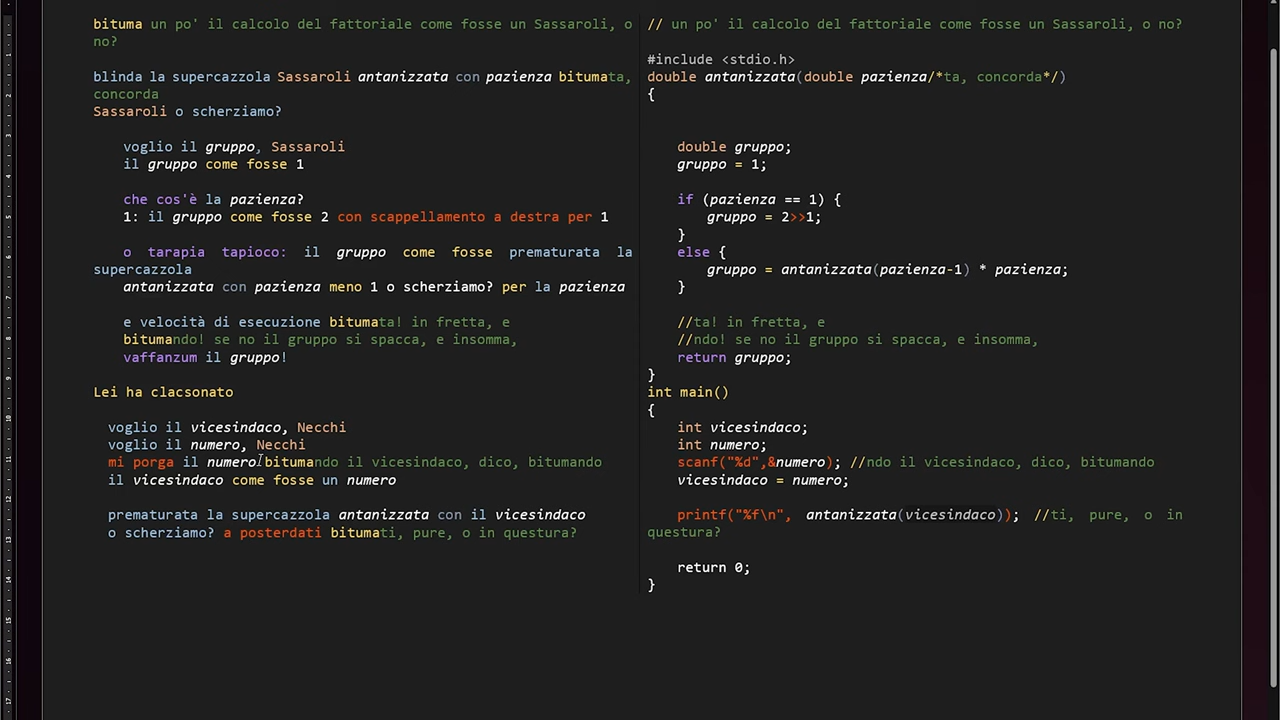 bituma un po' il calcolo del fattoriale come fosse un Sassaroli, o
no?
blinda la supercazzola Sassaroli antanizzata con pazienza bitumata,
concorda
Sassaroli o scherziamo?
voglio il gruppo, Sassaroli
il gruppo come fosse 1
che cos'è la pazienza?
1: il gruppo come fosse 2 con scappellamento a destra per 1
o tarapia tapioco: il gruppo come fosse prematurata la
supercazzola
antanizzata con pazienza meno 1 o scherziamo? per la pazienza
e velocità di esecuzione bitumata! in fretta, e
bitumando! se no il gruppo si spacca, e insomma,
vaffanzum il gruppo!
Lei ha clacsonato
voglio il vicesindaco, Necchi
voglio il numero, Necchi
mi porga il numero bitumando il vicesindaco, dico, bitumando
il vicesindaco come fosse un numero
prematurata la supercazzola antanizzata con il vicesindaco
o scherziamo? a posterdati bitumati, pure, o in questura?
// un po' il calcolo del fattoriale come fosse un Sassaroli, o no?
#include <stdio.h>
double antanizzata(double pazienza/*ta, concorda*/)
{
double gruppo;
gruppo = 1;
if (pazienza == 1) {
gruppo = 2>>1;
}
else {
gruppo = antanizzata(pazienza-1) * pazienza;
}
//ta! in fretta, e
//ndo! se no il gruppo si spacca, e insomma,
return gruppo;
}
int main()
{
int vicesindaco;
int numero;
scanf("%d",&numero); //ndo il vicesindaco, dico, bitumando
vicesindaco = numero;
printf("%f\n", antanizzata(vicesindaco)); //ti, pure, o in
questura?
return 0;
}